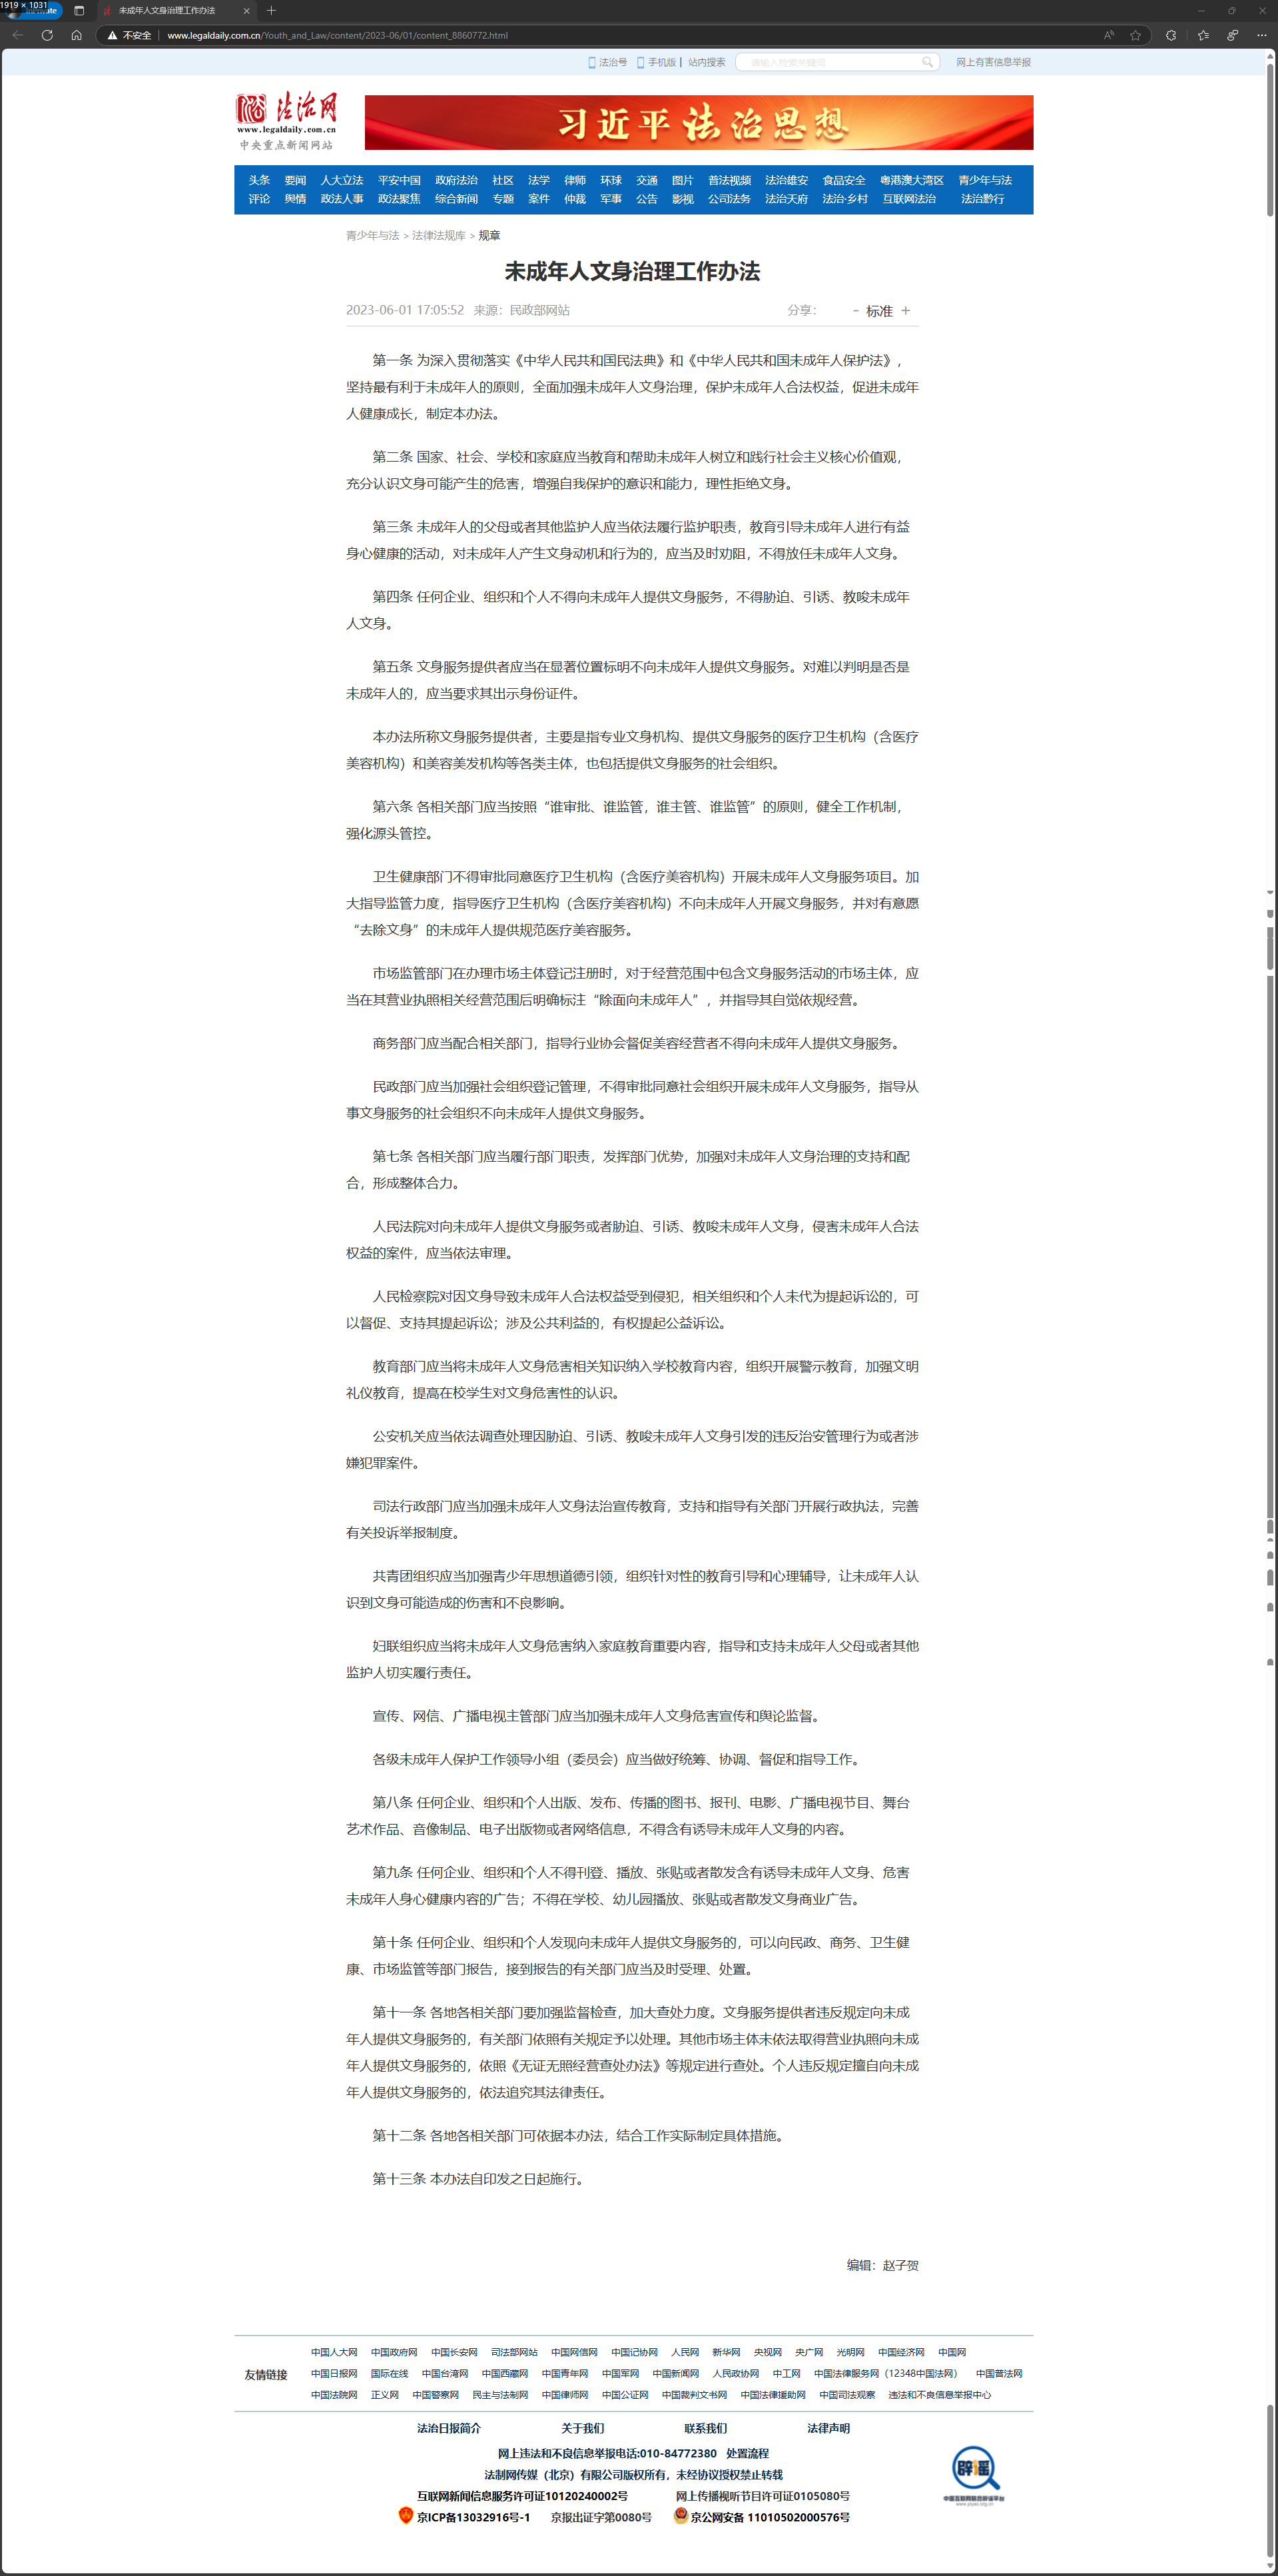 1919 × 1031
未成年人文身治理工作办法
不安全 www.legaldaily.com.cn/Youth_and_Law/content/2023-06/01/content_8860772.html
法治号 手机版 | 站内搜索 请输入检索关键词 网上有害信息举报
法治网
www.legaldaily.com.cn
中央重点新闻网站
习近平法治思想
头条 要闻 人大立法 平安中国 政府法治 社区 法学 律师 环球 交通 图片 普法视频 法治雄安 食品安全 粤港澳大湾区 青少年与法
评论 舆情 政法人事 政法聚焦 综合新闻 专题 案件 仲裁 军事 公告 影视 公司法务 法治天府 法治·乡村 互联网法治 法治黔行
青少年与法 > 法律法规库 > 规章
未成年人文身治理工作办法
2023-06-01 17:05:52 来源：民政部网站 分享： - 标准 +
第一条 为深入贯彻落实《中华人民共和国民法典》和《中华人民共和国未成年人保护法》，
坚持最有利于未成年人的原则，全面加强未成年人文身治理，保护未成年人合法权益，促进未成年
人健康成长，制定本办法。
第二条 国家、社会、学校和家庭应当教育和帮助未成年人树立和践行社会主义核心价值观，
充分认识文身可能产生的危害，增强自我保护的意识和能力，理性拒绝文身。
第三条 未成年人的父母或者其他监护人应当依法履行监护职责，教育引导未成年人进行有益
身心健康的活动，对未成年人产生文身动机和行为的，应当及时劝阻，不得放任未成年人文身。
第四条 任何企业、组织和个人不得向未成年人提供文身服务，不得胁迫、引诱、教唆未成年
人文身。
第五条 文身服务提供者应当在显著位置标明不向未成年人提供文身服务。对难以判明是否是
未成年人的，应当要求其出示身份证件。
本办法所称文身服务提供者，主要是指专业文身机构、提供文身服务的医疗卫生机构（含医疗
美容机构）和美容美发机构等各类主体，也包括提供文身服务的社会组织。
第六条 各相关部门应当按照“谁审批、谁监管，谁主管、谁监管”的原则，健全工作机制，
强化源头管控。
卫生健康部门不得审批同意医疗卫生机构（含医疗美容机构）开展未成年人文身服务项目。加
大指导监管力度，指导医疗卫生机构（含医疗美容机构）不向未成年人开展文身服务，并对有意愿
“去除文身”的未成年人提供规范医疗美容服务。
市场监管部门在办理市场主体登记注册时，对于经营范围中包含文身服务活动的市场主体，应
当在其营业执照相关经营范围后明确标注“除面向未成年人”，并指导其自觉依规经营。
商务部门应当配合相关部门，指导行业协会督促美容经营者不得向未成年人提供文身服务。
民政部门应当加强社会组织登记管理，不得审批同意社会组织开展未成年人文身服务，指导从
事文身服务的社会组织不向未成年人提供文身服务。
第七条 各相关部门应当履行部门职责，发挥部门优势，加强对未成年人文身治理的支持和配
合，形成整体合力。
人民法院对向未成年人提供文身服务或者胁迫、引诱、教唆未成年人文身，侵害未成年人合法
权益的案件，应当依法审理。
人民检察院对因文身导致未成年人合法权益受到侵犯，相关组织和个人未代为提起诉讼的，可
以督促、支持其提起诉讼；涉及公共利益的，有权提起公益诉讼。
教育部门应当将未成年人文身危害相关知识纳入学校教育内容，组织开展警示教育，加强文明
礼仪教育，提高在校学生对文身危害性的认识。
公安机关应当依法调查处理因胁迫、引诱、教唆未成年人文身引发的违反治安管理行为或者涉
嫌犯罪案件。
司法行政部门应当加强未成年人文身法治宣传教育，支持和指导有关部门开展行政执法，完善
有关投诉举报制度。
共青团组织应当加强青少年思想道德引领，组织针对性的教育引导和心理辅导，让未成年人认
识到文身可能造成的伤害和不良影响。
妇联组织应当将未成年人文身危害纳入家庭教育重要内容，指导和支持未成年人父母或者其他
监护人切实履行责任。
宣传、网信、广播电视主管部门应当加强未成年人文身危害宣传和舆论监督。
各级未成年人保护工作领导小组（委员会）应当做好统筹、协调、督促和指导工作。
第八条 任何企业、组织和个人出版、发布、传播的图书、报刊、电影、广播电视节目、舞台
艺术作品、音像制品、电子出版物或者网络信息，不得含有诱导未成年人文身的内容。
第九条 任何企业、组织和个人不得刊登、播放、张贴或者散发含有诱导未成年人文身、危害
未成年人身心健康内容的广告；不得在学校、幼儿园播放、张贴或者散发文身商业广告。
第十条 任何企业、组织和个人发现向未成年人提供文身服务的，可以向民政、商务、卫生健
康、市场监管等部门报告，接到报告的有关部门应当及时受理、处置。
第十一条 各地各相关部门要加强监督检查，加大查处力度。文身服务提供者违反规定向未成
年人提供文身服务的，有关部门依照有关规定予以处理。其他市场主体未依法取得营业执照向未成
年人提供文身服务的，依照《无证无照经营查处办法》等规定进行查处。个人违反规定擅自向未成
年人提供文身服务的，依法追究其法律责任。
第十二条 各地各相关部门可依据本办法，结合工作实际制定具体措施。
第十三条 本办法自印发之日起施行。
编辑：赵子贺
友情链接
中国人大网 中国政府网 中国长安网 司法部网站 中国网信网 中国记协网 人民网 新华网 央视网 央广网 光明网 中国经济网 中国网
中国日报网 国际在线 中国台湾网 中国西藏网 中国青年网 中国军网 中国新闻网 人民政协网 中工网 中国法律服务网（12348中国法网） 中国普法网
中国法院网 正义网 中国警察网 民主与法制网 中国律师网 中国公证网 中国裁判文书网 中国法律援助网 中国司法观察 违法和不良信息举报中心
法治日报简介 关于我们 联系我们 法律声明
网上违法和不良信息举报电话:010-84772380 处置流程
法制网传媒（北京）有限公司版权所有，未经协议授权禁止转载
互联网新闻信息服务许可证10120240002号 网上传播视听节目许可证0105080号
京ICP备13032916号-1 京报出证字第0080号 京公网安备 11010502000576号
辟谣
中国互联网联合辟谣平台